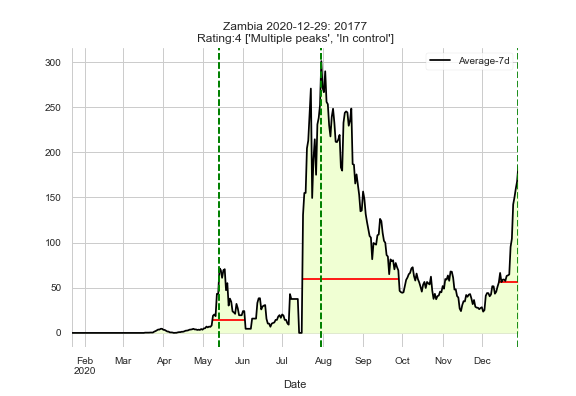 Zambia 2020-12-29: 20177
Rating:4 ['Multiple peaks', 'In control']
Average-7d
300
250
200
150
100
50
0
Feb Mar Apr May Jun Jul Aug Sep Oct Nov Dec
2020
Date